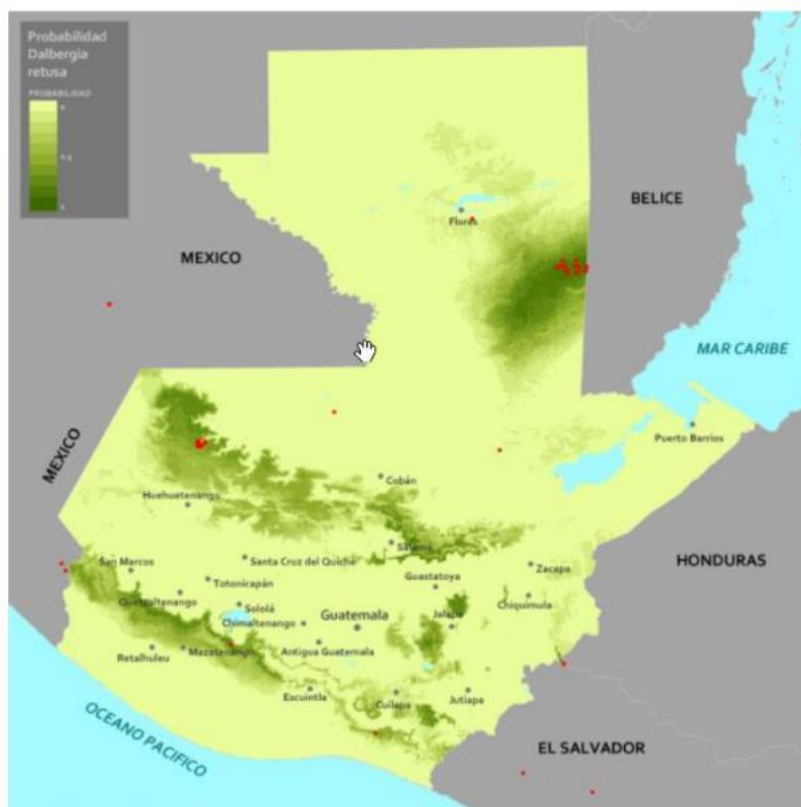 Probabilidad
Dalbergia
retusa
PROBABILIDAD
BELICE
Flores
MEXICO
MAR CARIBE
Puerto Barrios
MEXICO
Cobán
Huehuetenango
Salamá
San Marcos
Santa Cruz del Quiché
HONDURAS
Zacapa
Totonicapán
Guastatoya
Quetzaltenango
Chiquimula
Sololá
Guatemala
Jalapa
Chimaltenango
Retalhuleu
Mazatenango
Antigua Guatemala
Escuintla
Cuilapa
Jutiapa
OCEANO PACIFICO
EL SALVADOR